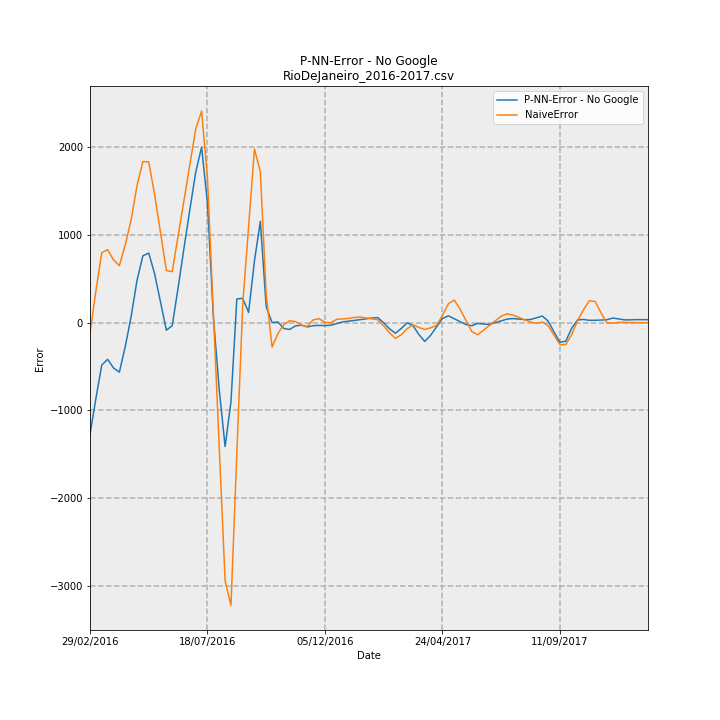 P-NN-Error - No Google
RioDeJaneiro_2016-2017.csv
P-NN-Error - No Google
NaiveError
2000
1000
0
−1000
−2000
−3000
Error
29/02/2016
18/07/2016
05/12/2016
24/04/2017
11/09/2017
Date